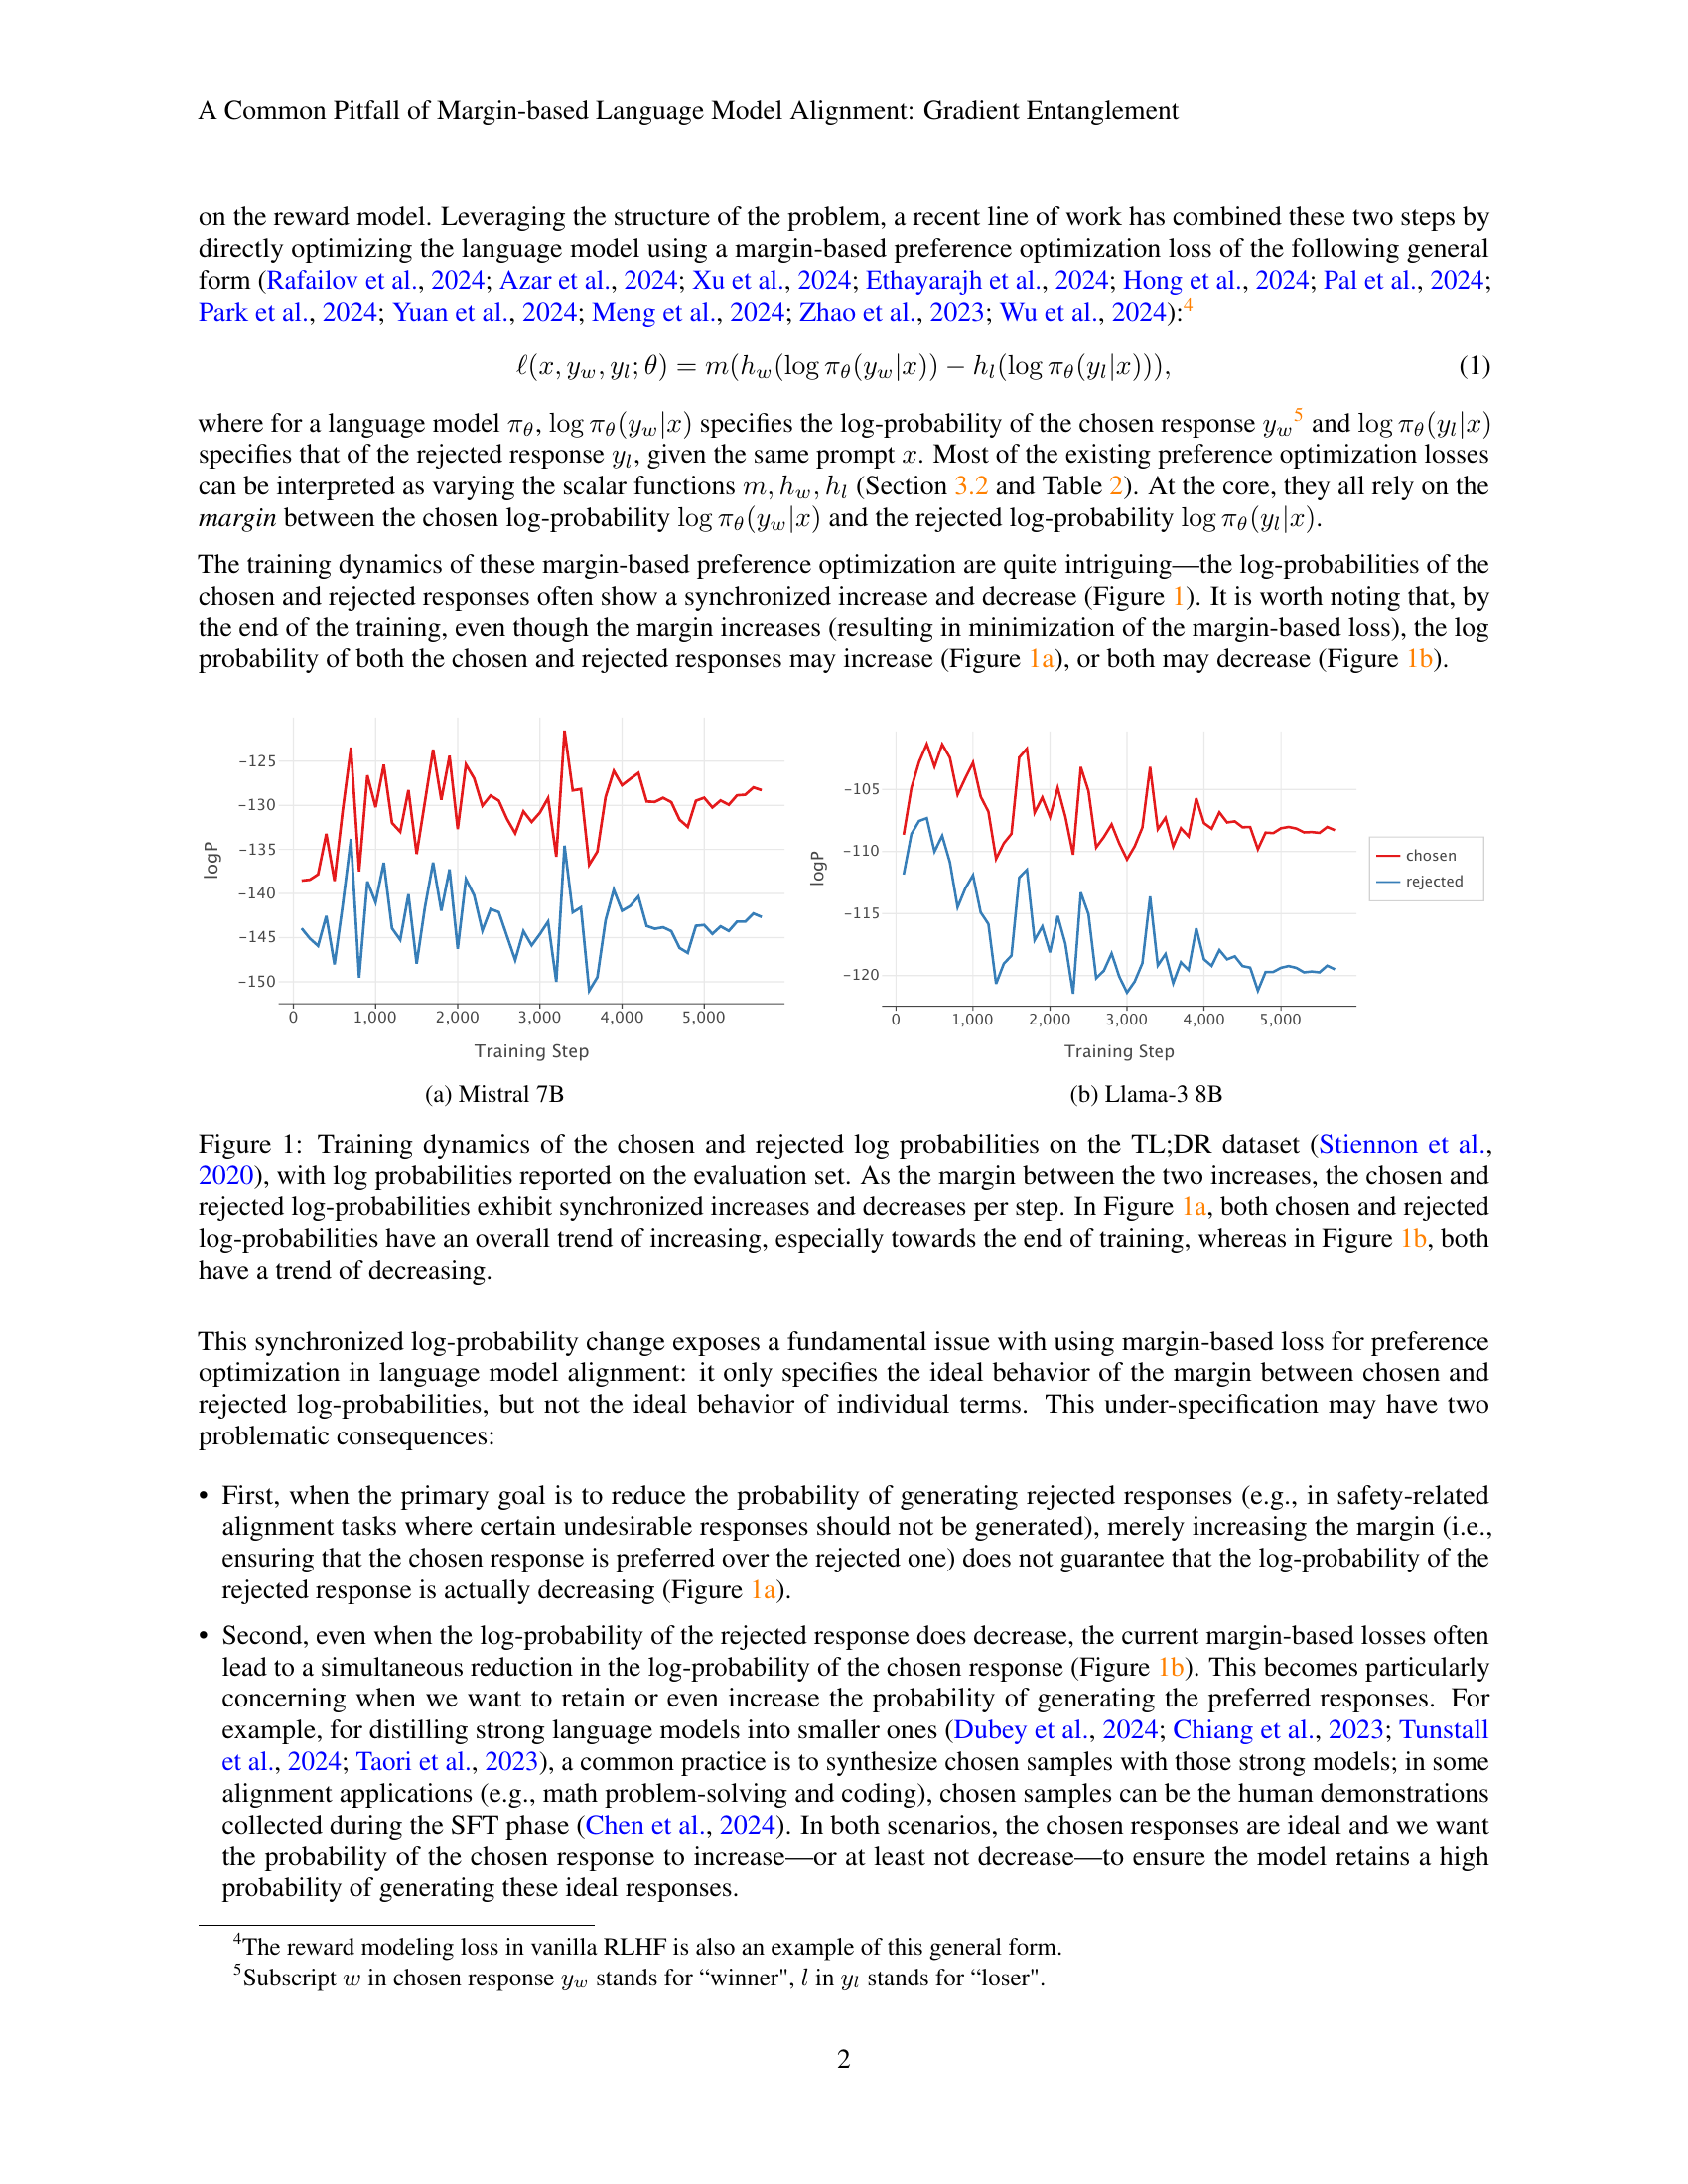 A Common Pitfall of Margin-based Language Model Alignment: Gradient Entanglement
on the reward model. Leveraging the structure of the problem, a recent line of work has combined these two steps by
directly optimizing the language model using a margin-based preference optimization loss of the following general
form (Rafailov et al., 2024; Azar et al., 2024; Xu et al., 2024; Ethayarajh et al., 2024; Hong et al., 2024; Pal et al., 2024;
Park et al., 2024; Yuan et al., 2024; Meng et al., 2024; Zhao et al., 2023; Wu et al., 2024):⁴
ℓ(x, y_w, y_l; θ) = m(h_w(log π_θ(y_w|x)) − h_l(log π_θ(y_l|x))), (1)
where for a language model π_θ, log π_θ(y_w|x) specifies the log-probability of the chosen response y_w⁵ and log π_θ(y_l|x)
specifies that of the rejected response y_l, given the same prompt x. Most of the existing preference optimization losses
can be interpreted as varying the scalar functions m, h_w, h_l (Section 3.2 and Table 2). At the core, they all rely on the
margin between the chosen log-probability log π_θ(y_w|x) and the rejected log-probability log π_θ(y_l|x).
The training dynamics of these margin-based preference optimization are quite intriguing—the log-probabilities of the
chosen and rejected responses often show a synchronized increase and decrease (Figure 1). It is worth noting that, by
the end of the training, even though the margin increases (resulting in minimization of the margin-based loss), the log
probability of both the chosen and rejected responses may increase (Figure 1a), or both may decrease (Figure 1b).
logP
−125
−130
−135
−140
−145
−150
0 1,000 2,000 3,000 4,000 5,000
Training Step
(a) Mistral 7B
logP
−105
−110
−115
−120
0 1,000 2,000 3,000 4,000 5,000
Training Step
chosen
rejected
(b) Llama-3 8B
Figure 1: Training dynamics of the chosen and rejected log probabilities on the TL;DR dataset (Stiennon et al.,
2020), with log probabilities reported on the evaluation set. As the margin between the two increases, the chosen and
rejected log-probabilities exhibit synchronized increases and decreases per step. In Figure 1a, both chosen and rejected
log-probabilities have an overall trend of increasing, especially towards the end of training, whereas in Figure 1b, both
have a trend of decreasing.
This synchronized log-probability change exposes a fundamental issue with using margin-based loss for preference
optimization in language model alignment: it only specifies the ideal behavior of the margin between chosen and
rejected log-probabilities, but not the ideal behavior of individual terms. This under-specification may have two
problematic consequences:
• First, when the primary goal is to reduce the probability of generating rejected responses (e.g., in safety-related
alignment tasks where certain undesirable responses should not be generated), merely increasing the margin (i.e.,
ensuring that the chosen response is preferred over the rejected one) does not guarantee that the log-probability of the
rejected response is actually decreasing (Figure 1a).
• Second, even when the log-probability of the rejected response does decrease, the current margin-based losses often
lead to a simultaneous reduction in the log-probability of the chosen response (Figure 1b). This becomes particularly
concerning when we want to retain or even increase the probability of generating the preferred responses. For
example, for distilling strong language models into smaller ones (Dubey et al., 2024; Chiang et al., 2023; Tunstall
et al., 2024; Taori et al., 2023), a common practice is to synthesize chosen samples with those strong models; in some
alignment applications (e.g., math problem-solving and coding), chosen samples can be the human demonstrations
collected during the SFT phase (Chen et al., 2024). In both scenarios, the chosen responses are ideal and we want
the probability of the chosen response to increase—or at least not decrease—to ensure the model retains a high
probability of generating these ideal responses.
⁴The reward modeling loss in vanilla RLHF is also an example of this general form.
⁵Subscript w in chosen response y_w stands for “winner", l in y_l stands for “loser".
2